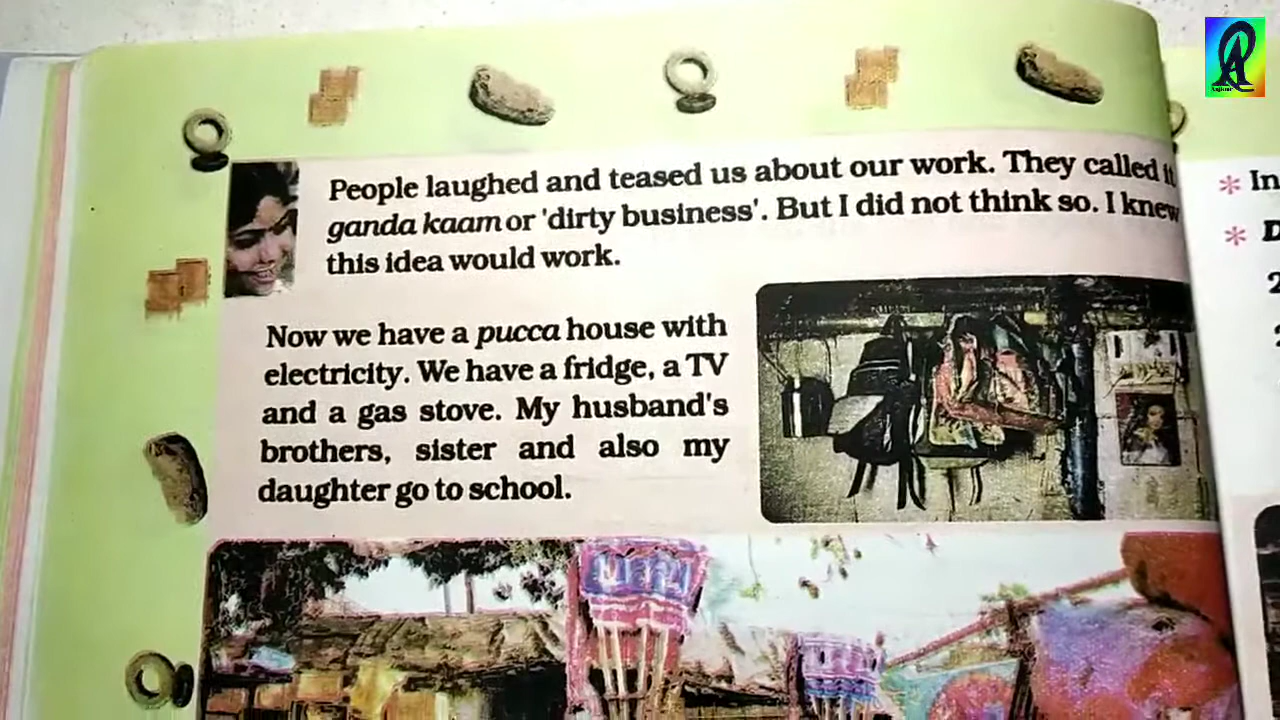 People laughed and teased us about our work. They called it
ganda kaam or 'dirty business'. But I did not think so. I knew
this idea would work.
Now we have a pucca house with
electricity. We have a fridge, a TV
and a gas stove. My husband's
brothers, sister and also my
daughter go to school.
* In
* D
2